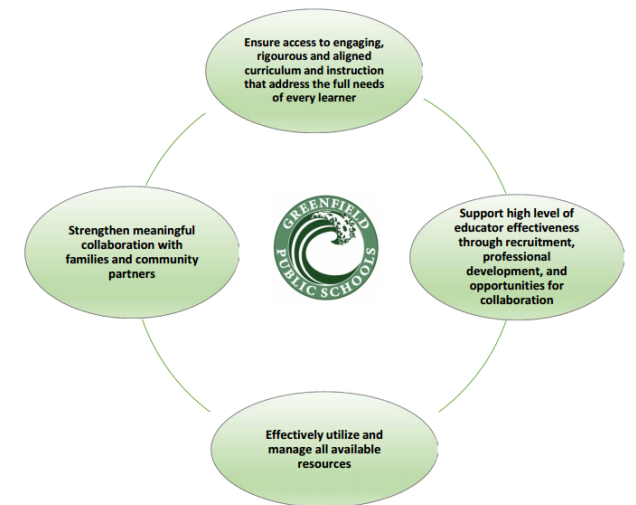 Ensure access to engaging,
rigourous and aligned
curriculum and instruction
that address the full needs
of every learner
Strengthen meaningful
collaboration with
families and community
partners
GREENFIELD
PUBLIC SCHOOLS
Support high level of
educator effectiveness
through recruitment,
professional
development, and
opportunities for
collaboration
Effectively utilize and
manage all available
resources